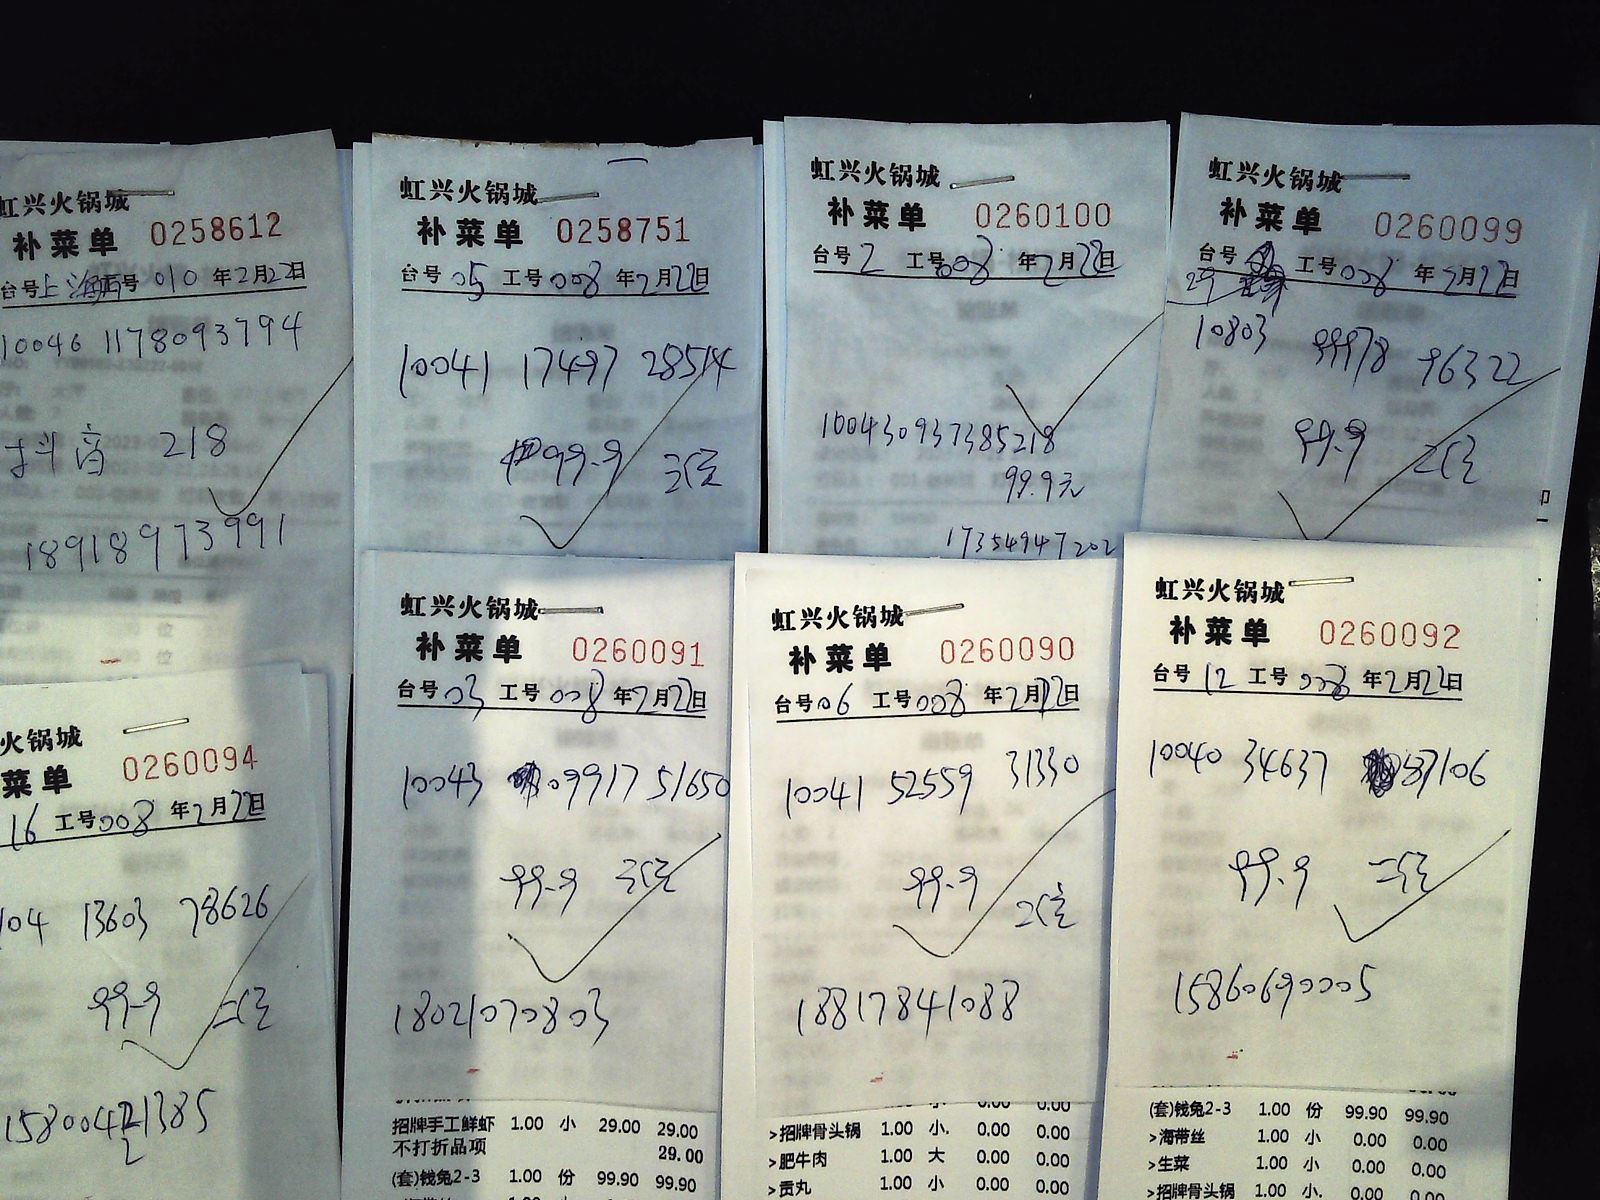 虹兴火锅城
补菜单 0258612
台号上海 号 010 年2月22日
10046 1178093794
抖音 218
18918973991
虹兴火锅城
补菜单 0258751
台号05 工号008 年2月22日
10041 17497 28514
99.9
虹兴火锅城
补菜单 0260100
台号2 工号008 年2月22日
100430937385218
99.9元
17354947202
虹兴火锅城
补菜单 0260099
台号 29 工号008 年2月22日
10803 99978 96322
99.9
火锅城
菜单 0260094
16 工号008 年2月22日
104 13603 78626
99.9
虹兴火锅城
补菜单 0260091
台号03 工号008 年2月22日
10043 09917 51650
99.9
18021070803
招牌手工鲜虾 1.00 小 29.00 29.00
不打折品项 29.00
(套)钱兔2-3 1.00 份 99.90 99.90
虹兴火锅城
补菜单 0260090
台号06 工号008 年2月22日
10041 52559 31330
99.9
18817841088
小 0.00 0.00
>招牌骨头锅 1.00 小. 0.00 0.00
>肥牛肉 1.00 大 0.00 0.00
>贡丸 1.00 小 0.00 0.00
虹兴火锅城
补菜单 0260092
台号12 工号008 年2月22日
10040 34637 87106
99.9
15860690005
(套)钱兔2-3 1.00 份 99.90 99.90
>海带丝 1.00 小 0.00 0.00
>生菜 1.00 小 0.00 0.00
>招牌骨头锅 1.00 小. 0.00 0.00